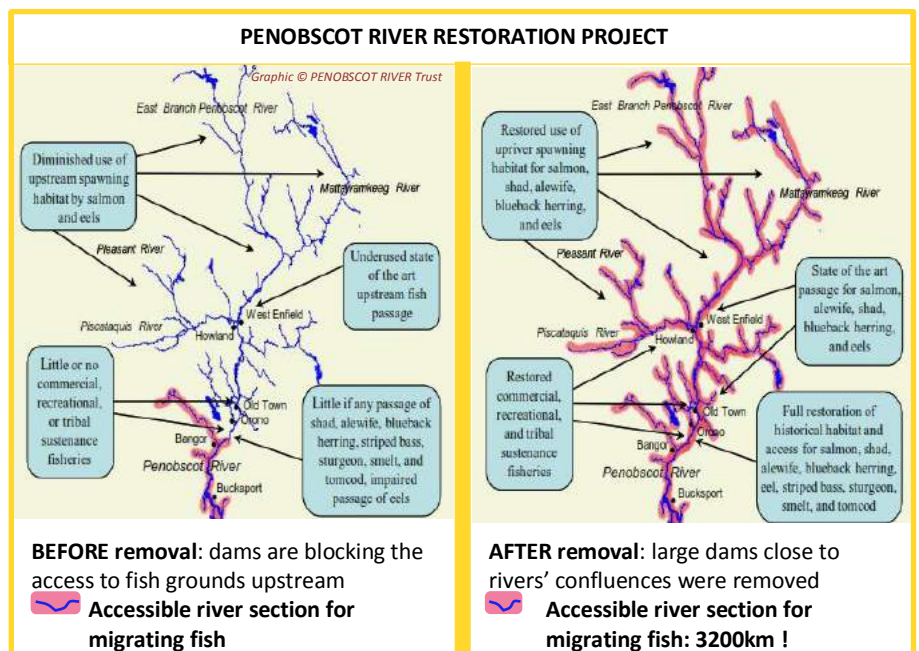 PENOBSCOT RIVER RESTORATION PROJECT
Graphic © PENOBSCOT RIVER Trust
East Branch Penobscot River
Diminished use of
upstream spawning
habitat by salmon
and eels
Mattawamkeag River
Pleasant River
Underused state
of the art
upstream fish
passage
West Enfield
Piscataquis River
Howland
Little or no
commercial,
recreational,
or tribal
sustenance
fisheries
Old Town
Orono
Little if any passage of
shad, alewife, blueback
herring, striped bass,
sturgeon, smelt, and
tomcod, impaired
passage of eels
Bangor
Penobscot River
Bucksport
BEFORE removal: dams are blocking the
access to fish grounds upstream
Accessible river section for
migrating fish
East Branch Penobscot River
Restored use of
upriver spawning
habitat for salmon,
shad, alewife,
blueback herring,
and eels
Mattawamkeag River
Pleasant River
State of the art
passage for salmon,
alewife, shad,
blueback herring,
and eels
West Enfield
Piscataquis River
Howland
Restored
commercial,
recreational,
and tribal
sustenance
fisheries
Old Town
Orono
Full restoration of
historical habitat and
access for salmon, shad,
alewife, blueback herring,
eel, striped bass, sturgeon,
smelt, and tomcod
Bangor
Penobscot River
Bucksport
AFTER removal: large dams close to
rivers’ confluences were removed
Accessible river section for
migrating fish: 3200km !